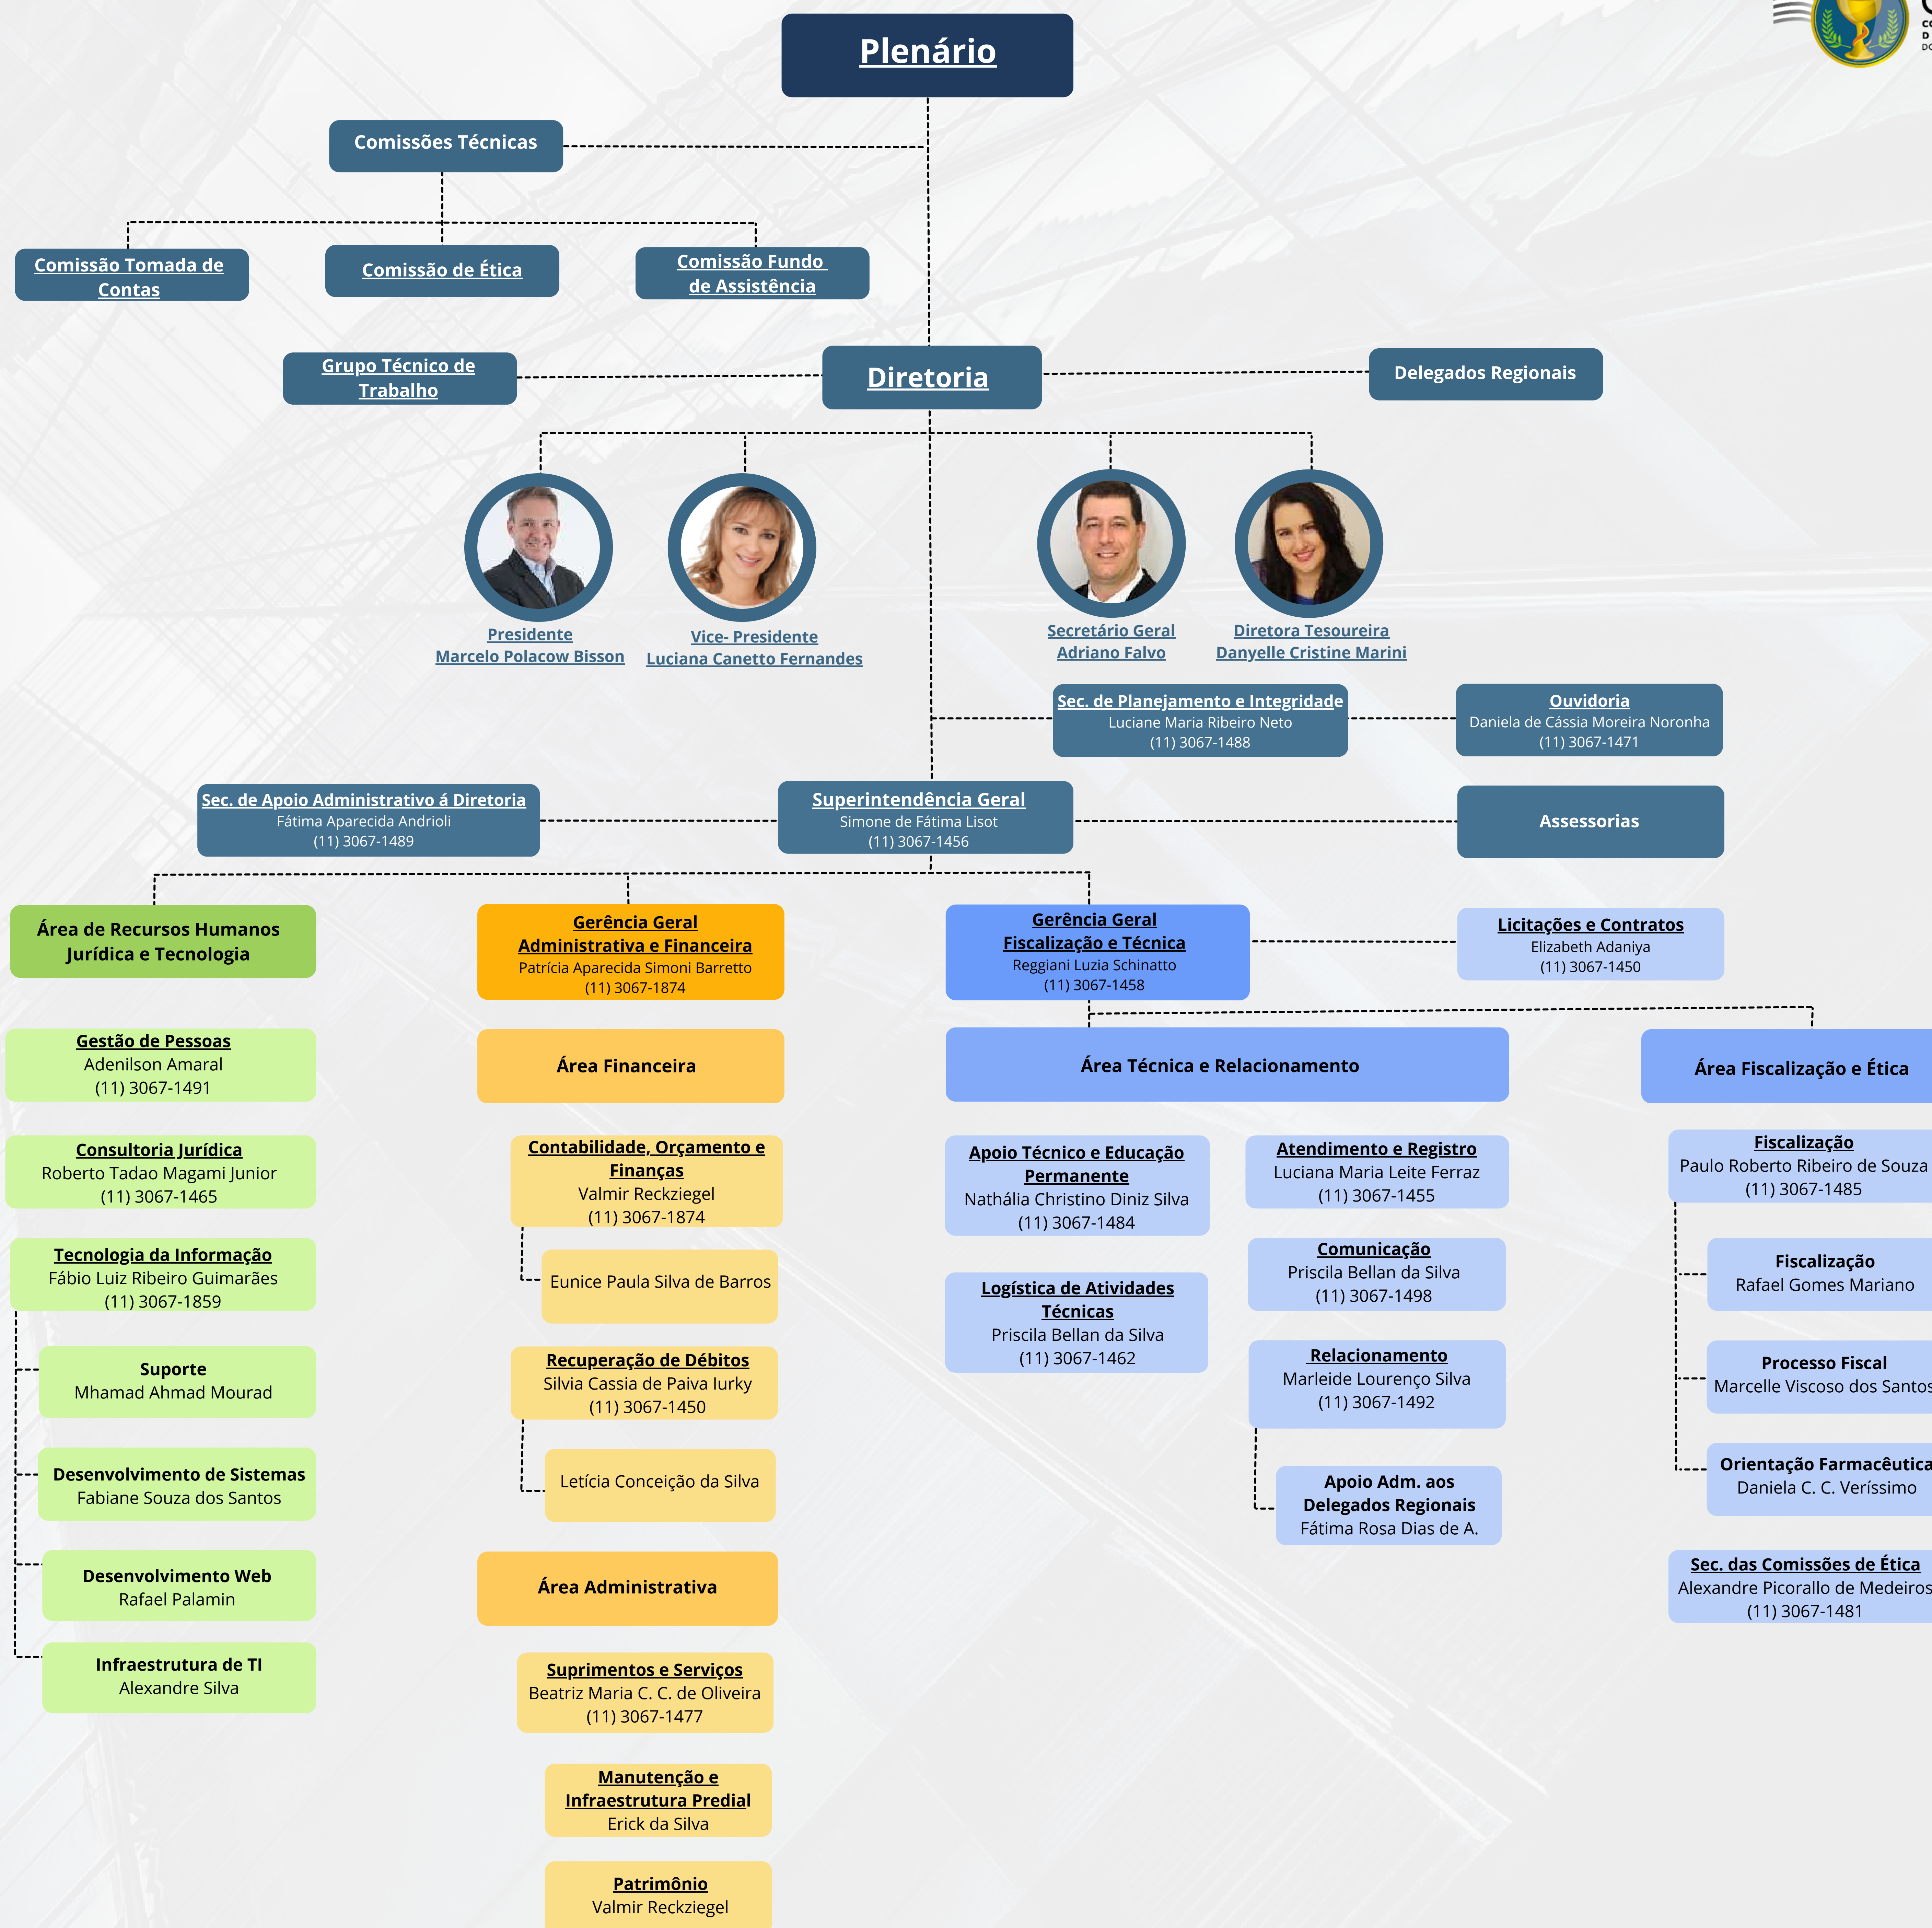 Plenário
Comissões Técnicas
Comissão Tomada de
Contas
Comissão de Ética
Comissão Fundo
de Assistência
Grupo Técnico de
Trabalho
Diretoria
Delegados Regionais
Presidente
Marcelo Polacow Bisson
Vice- Presidente
Luciana Canetto Fernandes
Secretário Geral
Adriano Falvo
Diretora Tesoureira
Danyelle Cristine Marini
Sec. de Planejamento e Integridade
Luciane Maria Ribeiro Neto
(11) 3067-1488
Ouvidoria
Daniela de Cássia Moreira Noronha
(11) 3067-1471
Sec. de Apoio Administrativo á Diretoria
Fátima Aparecida Andrioli
(11) 3067-1489
Superintendência Geral
Simone de Fátima Lisot
(11) 3067-1456
Assessorias
Área de Recursos Humanos
Jurídica e Tecnologia
Gerência Geral
Administrativa e Financeira
Patrícia Aparecida Simoni Barretto
(11) 3067-1874
Gerência Geral
Fiscalização e Técnica
Reggiani Luzia Schinatto
(11) 3067-1458
Licitações e Contratos
Elizabeth Adaniya
(11) 3067-1450
Gestão de Pessoas
Adenilson Amaral
(11) 3067-1491
Consultoria Jurídica
Roberto Tadao Magami Junior
(11) 3067-1465
Tecnologia da Informação
Fábio Luiz Ribeiro Guimarães
(11) 3067-1859
Suporte
Mhamad Ahmad Mourad
Desenvolvimento de Sistemas
Fabiane Souza dos Santos
Desenvolvimento Web
Rafael Palamin
Infraestrutura de TI
Alexandre Silva
Área Financeira
Contabilidade, Orçamento e
Finanças
Valmir Reckziegel
(11) 3067-1874
Eunice Paula Silva de Barros
Recuperação de Débitos
Silvia Cassia de Paiva Iurky
(11) 3067-1450
Letícia Conceição da Silva
Área Administrativa
Suprimentos e Serviços
Beatriz Maria C. C. de Oliveira
(11) 3067-1477
Manutenção e
Infraestrutura Predial
Erick da Silva
Patrimônio
Valmir Reckziegel
Área Técnica e Relacionamento
Apoio Técnico e Educação
Permanente
Nathália Christino Diniz Silva
(11) 3067-1484
Logística de Atividades
Técnicas
Priscila Bellan da Silva
(11) 3067-1462
Atendimento e Registro
Luciana Maria Leite Ferraz
(11) 3067-1455
Comunicação
Priscila Bellan da Silva
(11) 3067-1498
Relacionamento
Marleide Lourenço Silva
(11) 3067-1492
Apoio Adm. aos
Delegados Regionais
Fátima Rosa Dias de A.
Área Fiscalização e Ética
Fiscalização
Paulo Roberto Ribeiro de Souza
(11) 3067-1485
Fiscalização
Rafael Gomes Mariano
Processo Fiscal
Marcelle Viscoso dos Santos
Orientação Farmacêutica
Daniela C. C. Veríssimo
Sec. das Comissões de Ética
Alexandre Picorallo de Medeiros
(11) 3067-1481